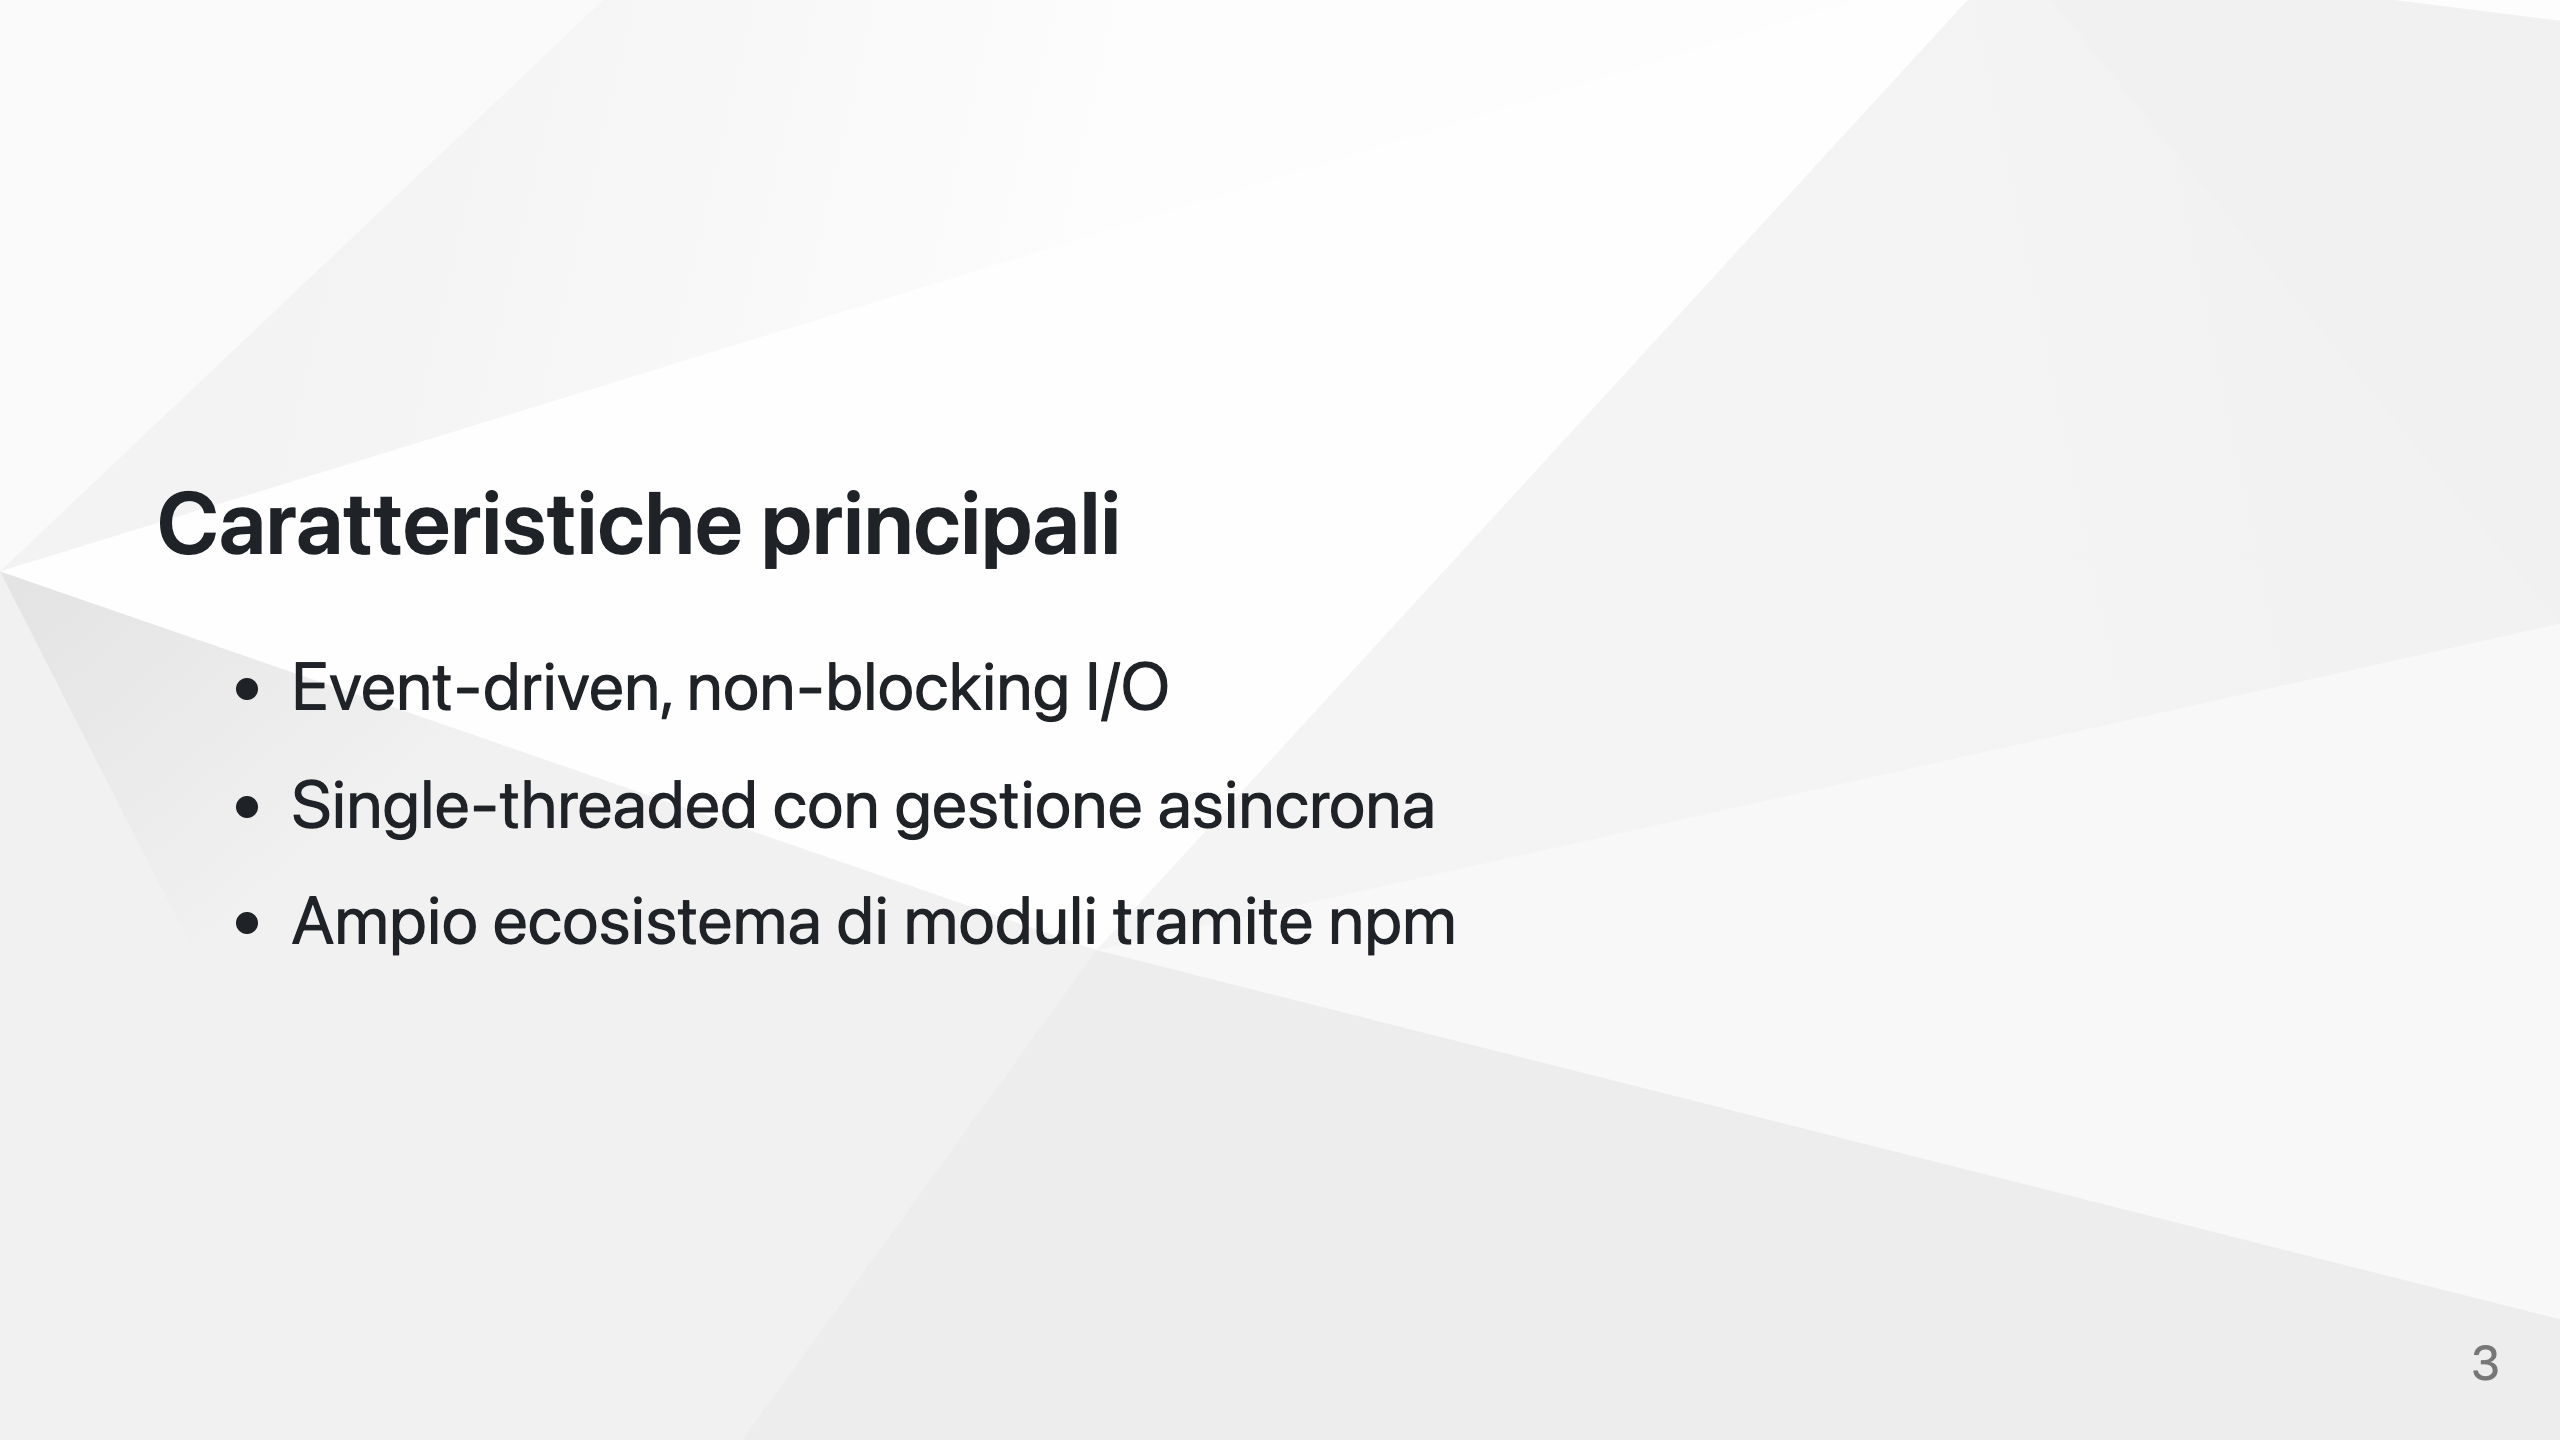 Caratteristiche principali
• Event-driven, non-blocking I/O
• Single-threaded con gestione asincrona
• Ampio ecosistema di moduli tramite npm
3